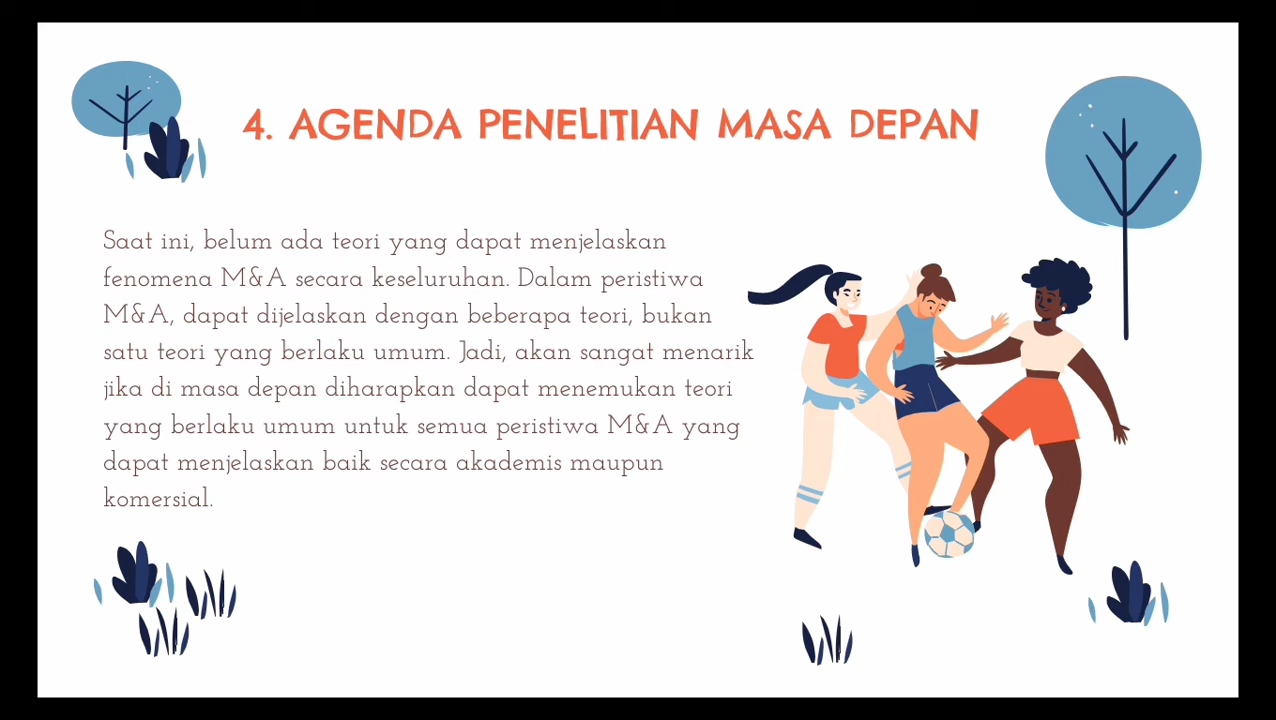 4. AGENDA PENELITIAN MASA DEPAN
Saat ini, belum ada teori yang dapat menjelaskan
fenomena M&A secara keseluruhan. Dalam peristiwa
M&A, dapat dijelaskan dengan beberapa teori, bukan
satu teori yang berlaku umum. Jadi, akan sangat menarik
jika di masa depan diharapkan dapat menemukan teori
yang berlaku umum untuk semua peristiwa M&A yang
dapat menjelaskan baik secara akademis maupun
komersial.